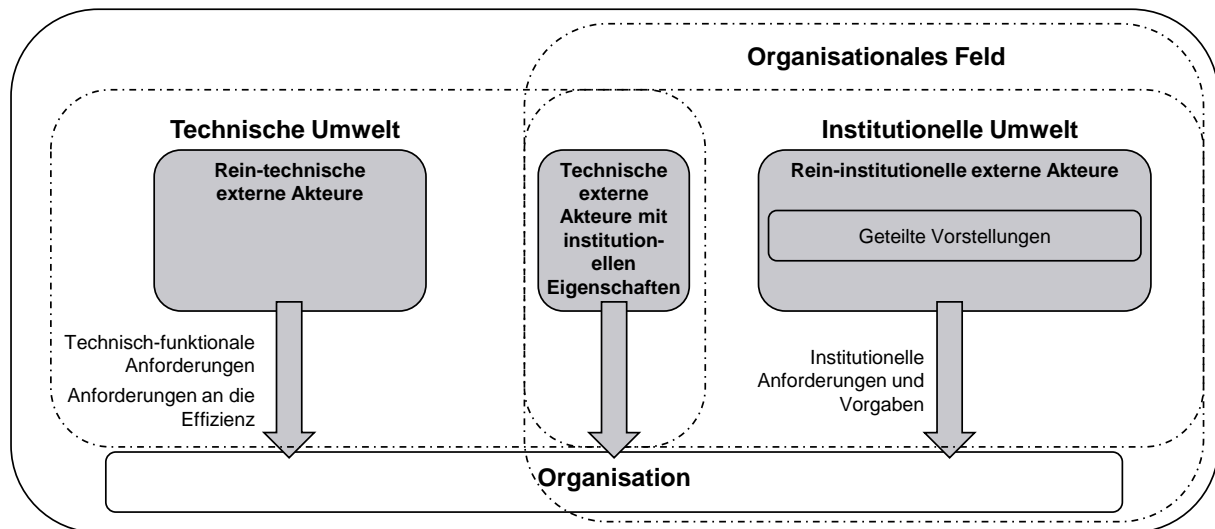 Organisationales Feld
Technische Umwelt
Institutionelle Umwelt
Rein-technische
externe Akteure
Technische
externe
Akteure mit
institution-
ellen
Eigenschaften
Rein-institutionelle externe Akteure
Geteilte Vorstellungen
Technisch-funktionale
Anforderungen
Anforderungen an die
Effizienz
Institutionelle
Anforderungen und
Vorgaben
Organisation